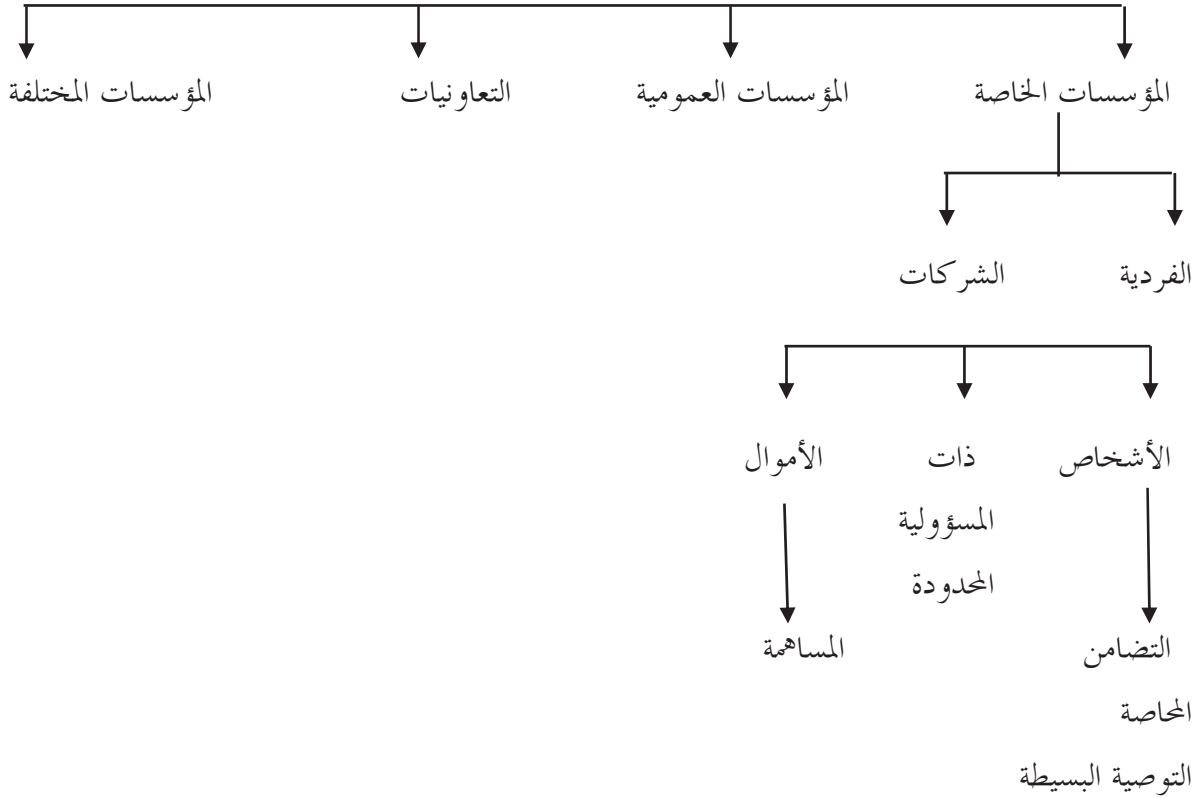 المؤسسات الخاصة المؤسسات العمومية التعاونيات المؤسسات المختلفة
الفردية الشركات
الأشخاص ذات الأموال
المسؤولية
المحدودة
التضامن المساهمة
المحاصة
التوصية البسيطة